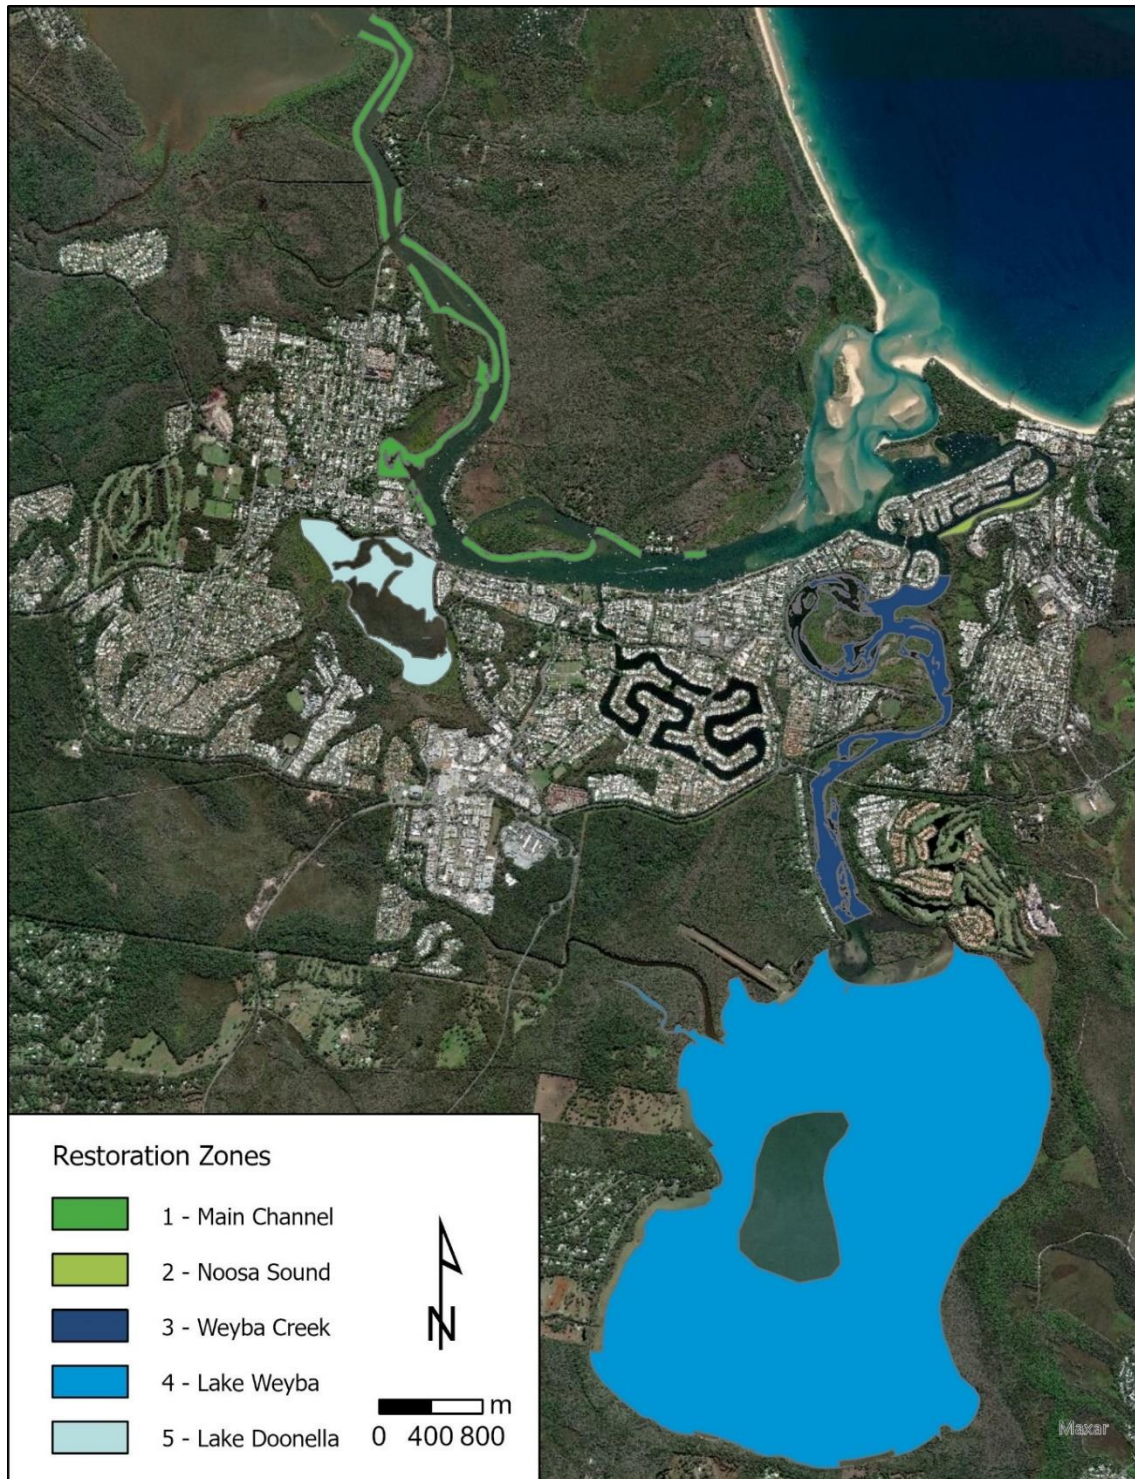 Restoration Zones
1 - Main Channel
2 - Noosa Sound
3 - Weyba Creek
4 - Lake Weyba
5 - Lake Doonella
N
m
0 400 800
Maxar